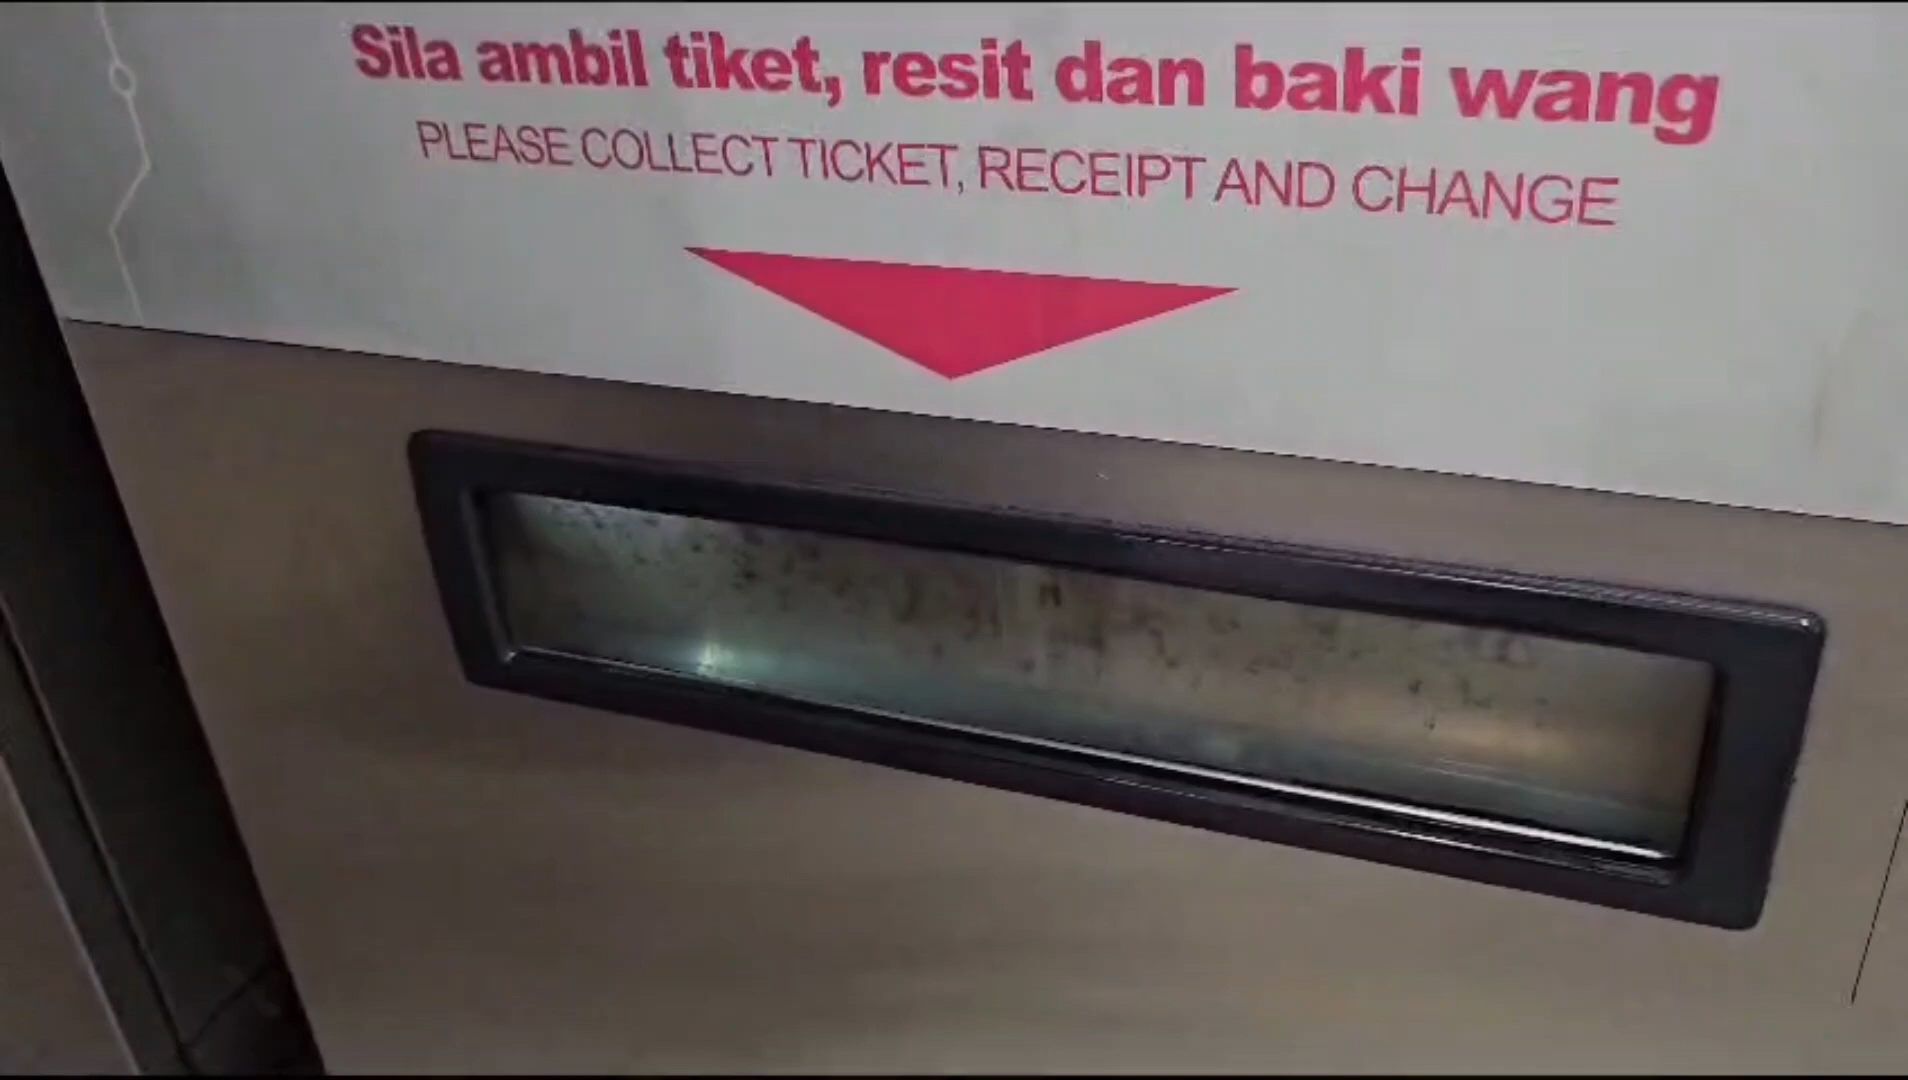 Sila ambil tiket, resit dan baki wang
PLEASE COLLECT TICKET, RECEIPT AND CHANGE